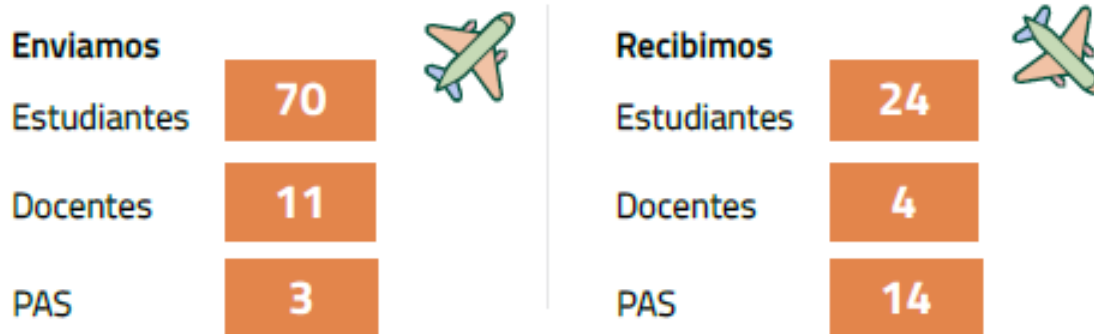 Enviamos
Estudiantes 70
Docentes 11
PAS 3
Recibimos
Estudiantes 24
Docentes 4
PAS 14